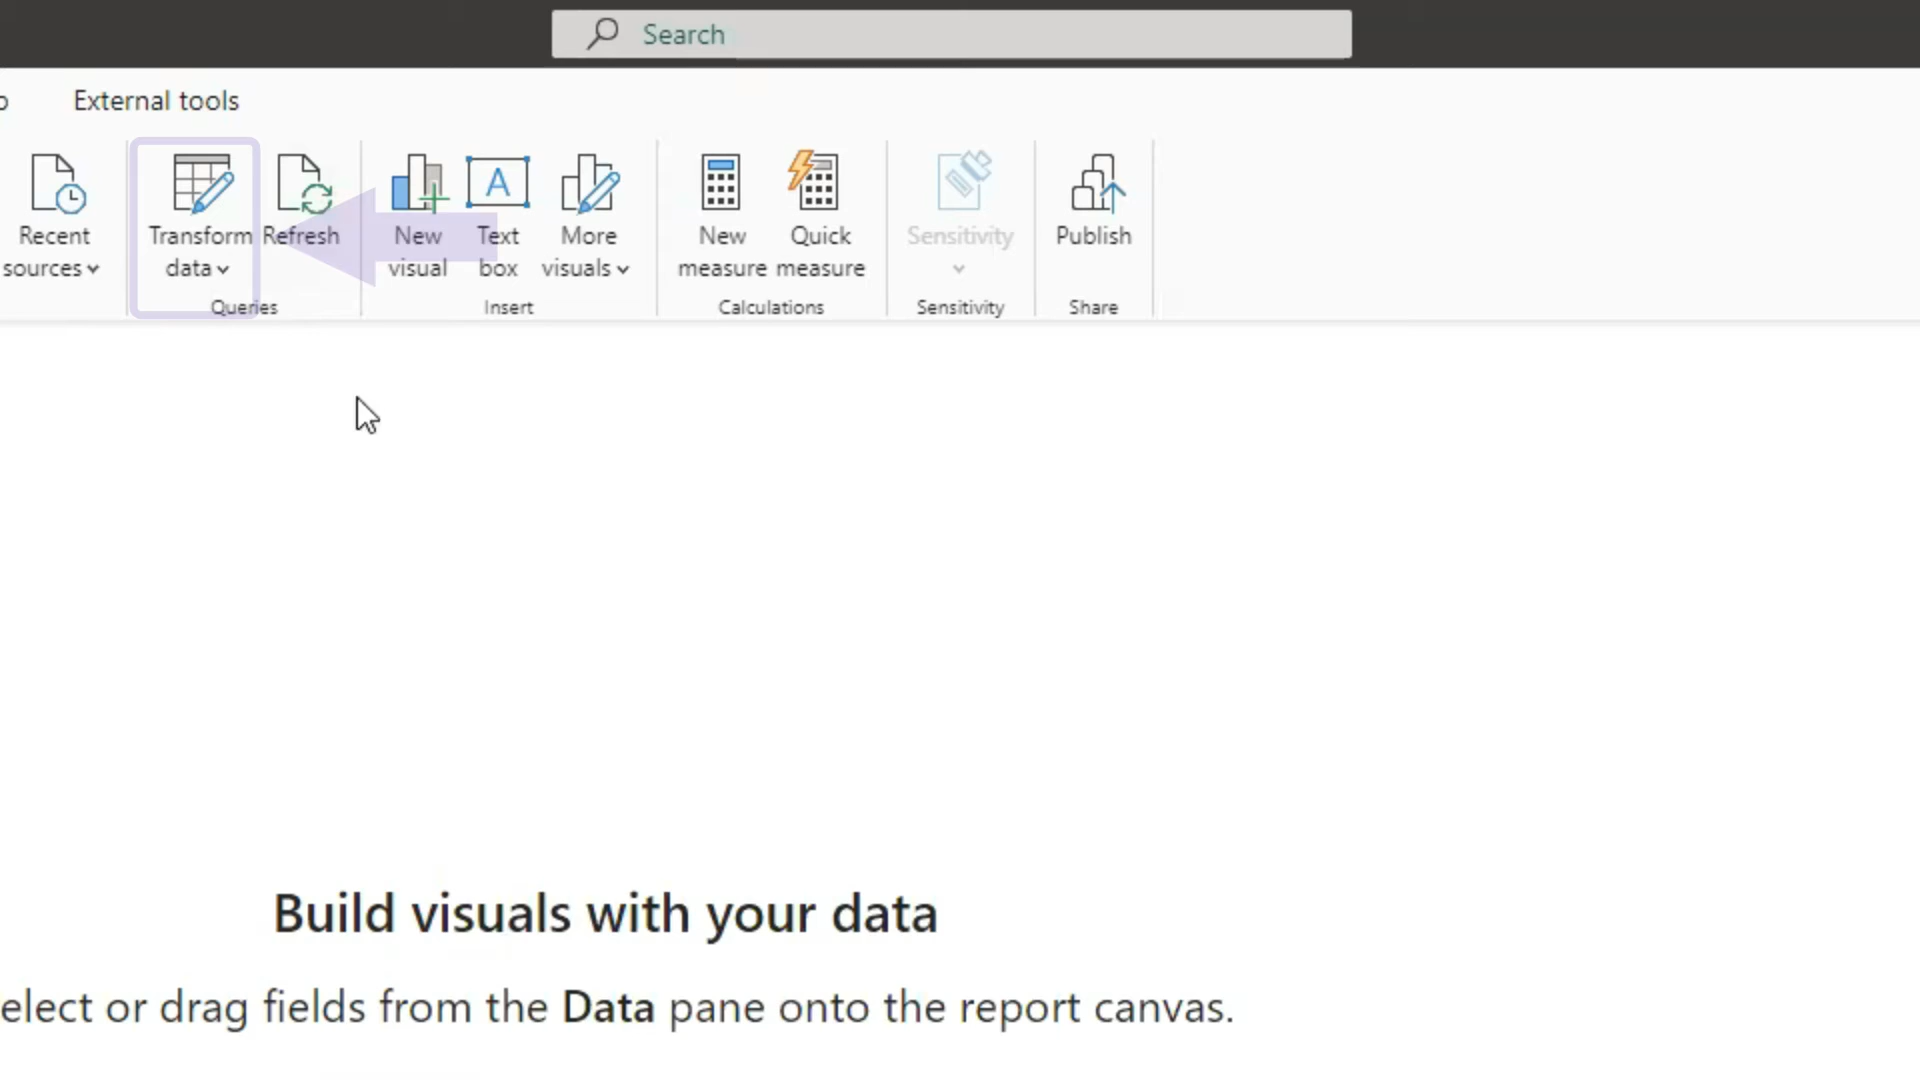 Search
External tools
Recent sources
Transform data
Refresh
New visual
Text box
More visuals
New measure
Quick measure
Sensitivity
Publish
Queries
Insert
Calculations
Sensitivity
Share
Build visuals with your data
elect or drag fields from the Data pane onto the report canvas.